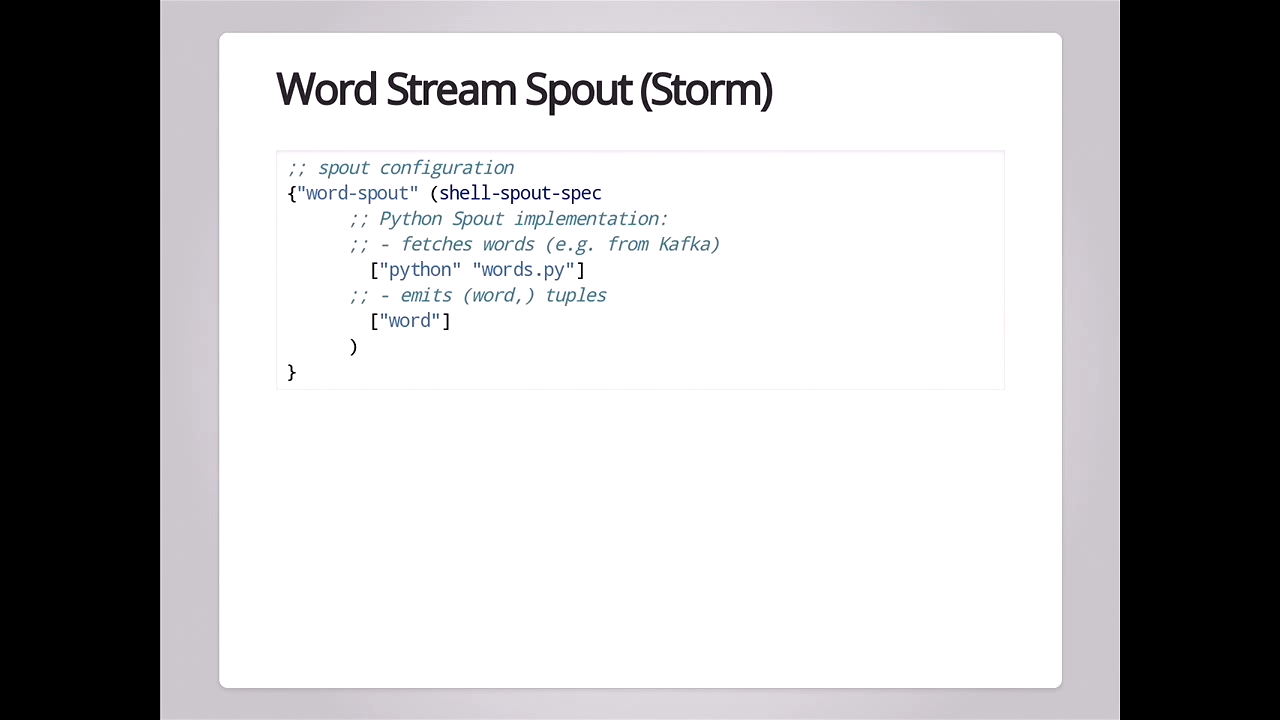 Word Stream Spout (Storm)
;; spout configuration
{"word-spout" (shell-spout-spec
;; Python Spout implementation:
;; - fetches words (e.g. from Kafka)
["python" "words.py"]
;; - emits (word,) tuples
["word"]
)
}